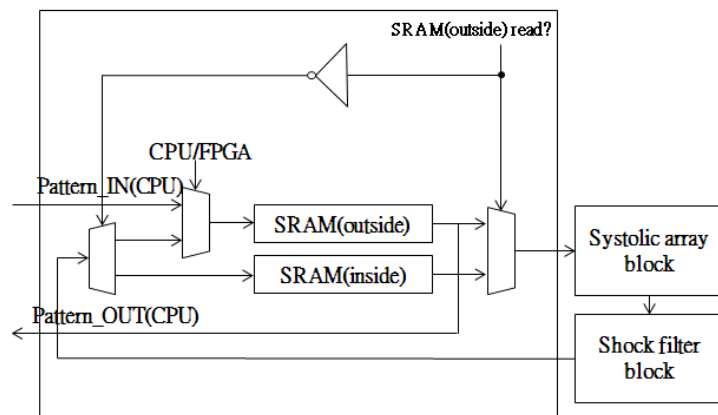 SRAM(outside) read?
CPU/FPGA
Pattern_IN(CPU)
SRAM(outside)
SRAM(inside)
Pattern_OUT(CPU)
Systolic array
block
Shock filter
block